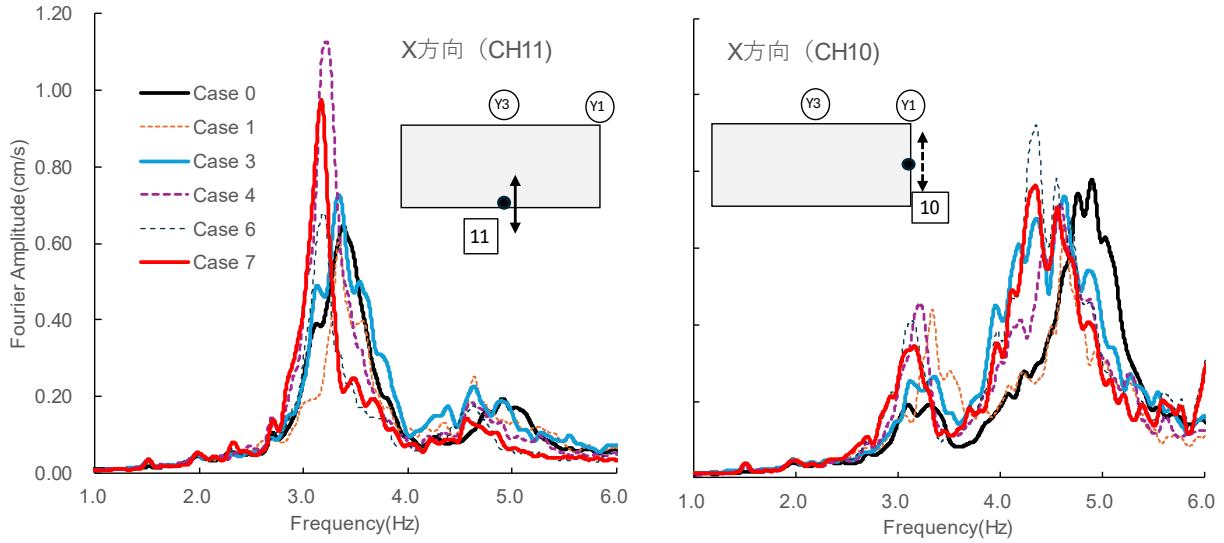 1.20
1.00
0.80
0.60
0.40
0.20
0.00
Fourier Amplitude(cm/s)
X方向（CH11)
Case 0
Case 1
Case 3
Case 4
Case 6
Case 7
Y3
Y1
11
1.0 2.0 3.0 4.0 5.0 6.0
Frequency(Hz)
X方向（CH10)
Y3
Y1
10
1.0 2.0 3.0 4.0 5.0 6.0
Frequency(Hz)